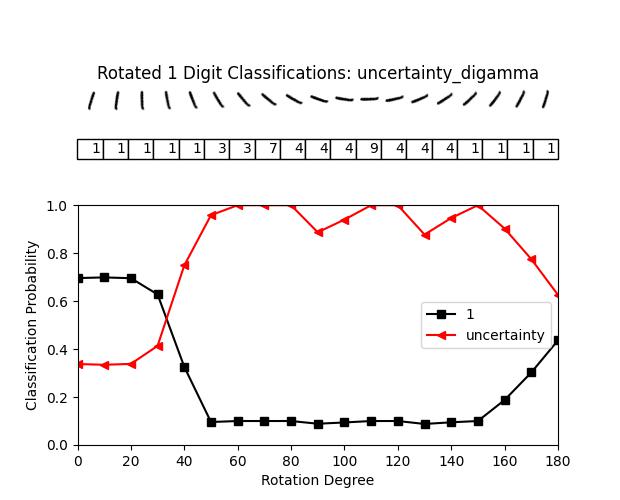 Rotated 1 Digit Classifications: uncertainty_digamma
1 1 1 1 1 3 3 7 4 4 4 9 4 4 4 1 1 1 1
1.0
0.8
0.6
0.4
0.2
0.0
Classification Probability
1
uncertainty
0 20 40 60 80 100 120 140 160 180
Rotation Degree